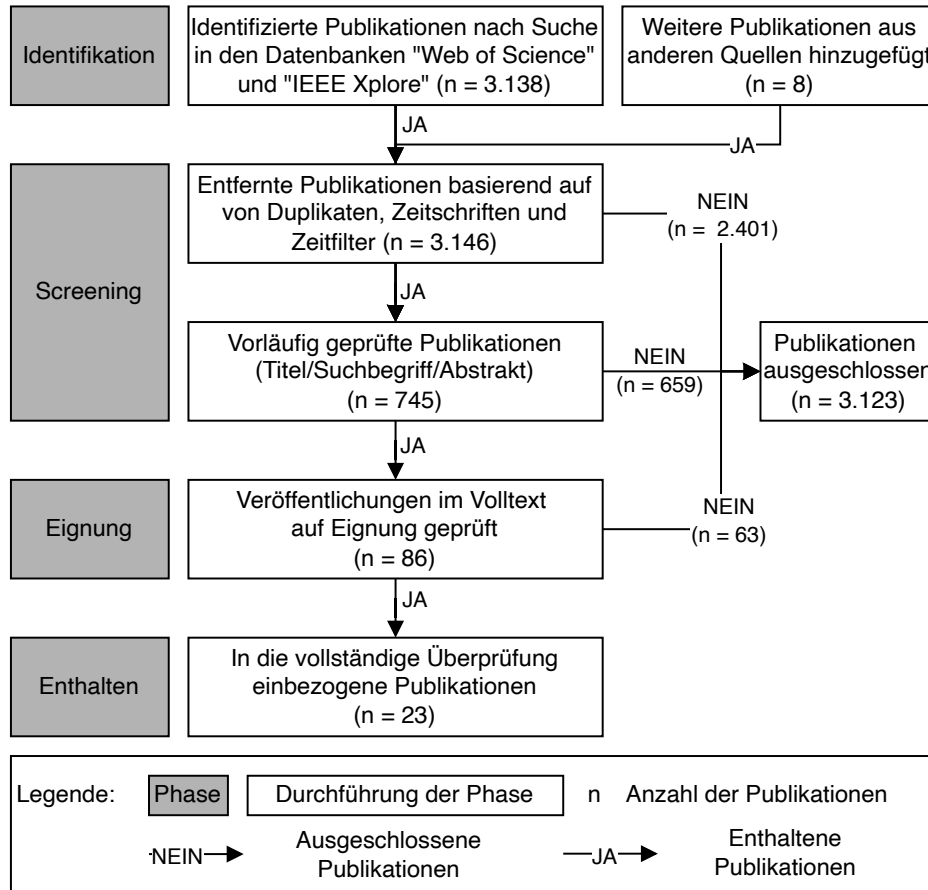 Identifikation
Identifizierte Publikationen nach Suche
in den Datenbanken "Web of Science"
und "IEEE Xplore" (n = 3.138)
Weitere Publikationen aus
anderen Quellen hinzugefügt
(n = 8)
JA
JA
Screening
Entfernte Publikationen basierend auf
von Duplikaten, Zeitschriften und
Zeitfilter (n = 3.146)
NEIN
(n = 2.401)
JA
Vorläufig geprüfte Publikationen
(Titel/Suchbegriff/Abstrakt)
(n = 745)
NEIN
(n = 659)
Publikationen
ausgeschlossen
(n = 3.123)
JA
Eignung
Veröffentlichungen im Volltext
auf Eignung geprüft
(n = 86)
NEIN
(n = 63)
JA
Enthalten
In die vollständige Überprüfung
einbezogene Publikationen
(n = 23)
Legende:
Phase
Durchführung der Phase
n Anzahl der Publikationen
NEIN
Ausgeschlossene
Publikationen
JA
Enthaltene
Publikationen